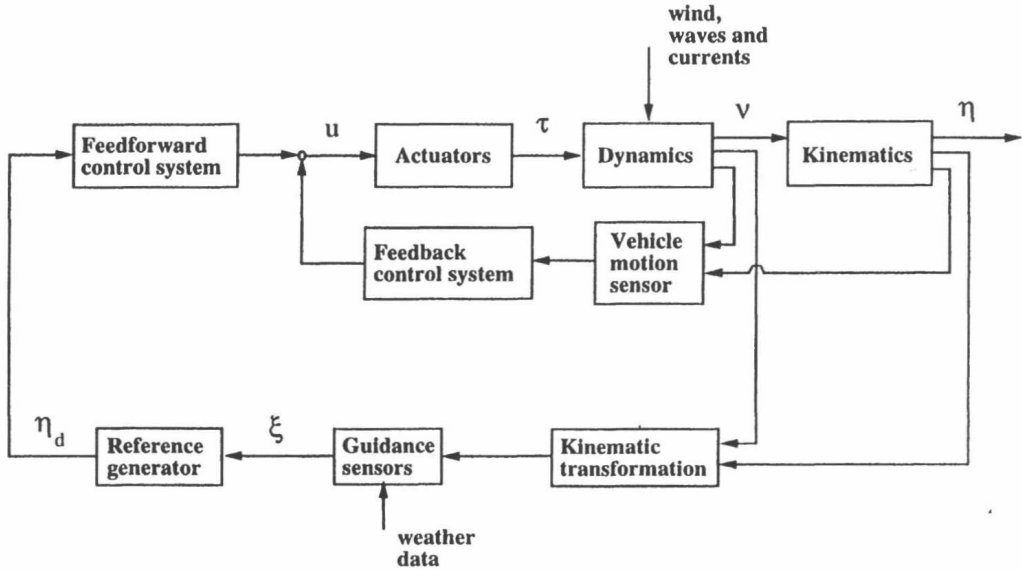 wind,
waves and
currents
Feedforward
control system
u
Actuators
τ
Dynamics
ν
Kinematics
η
Feedback
control system
Vehicle
motion
sensor
η_d
Reference
generator
ξ
Guidance
sensors
Kinematic
transformation
weather
data